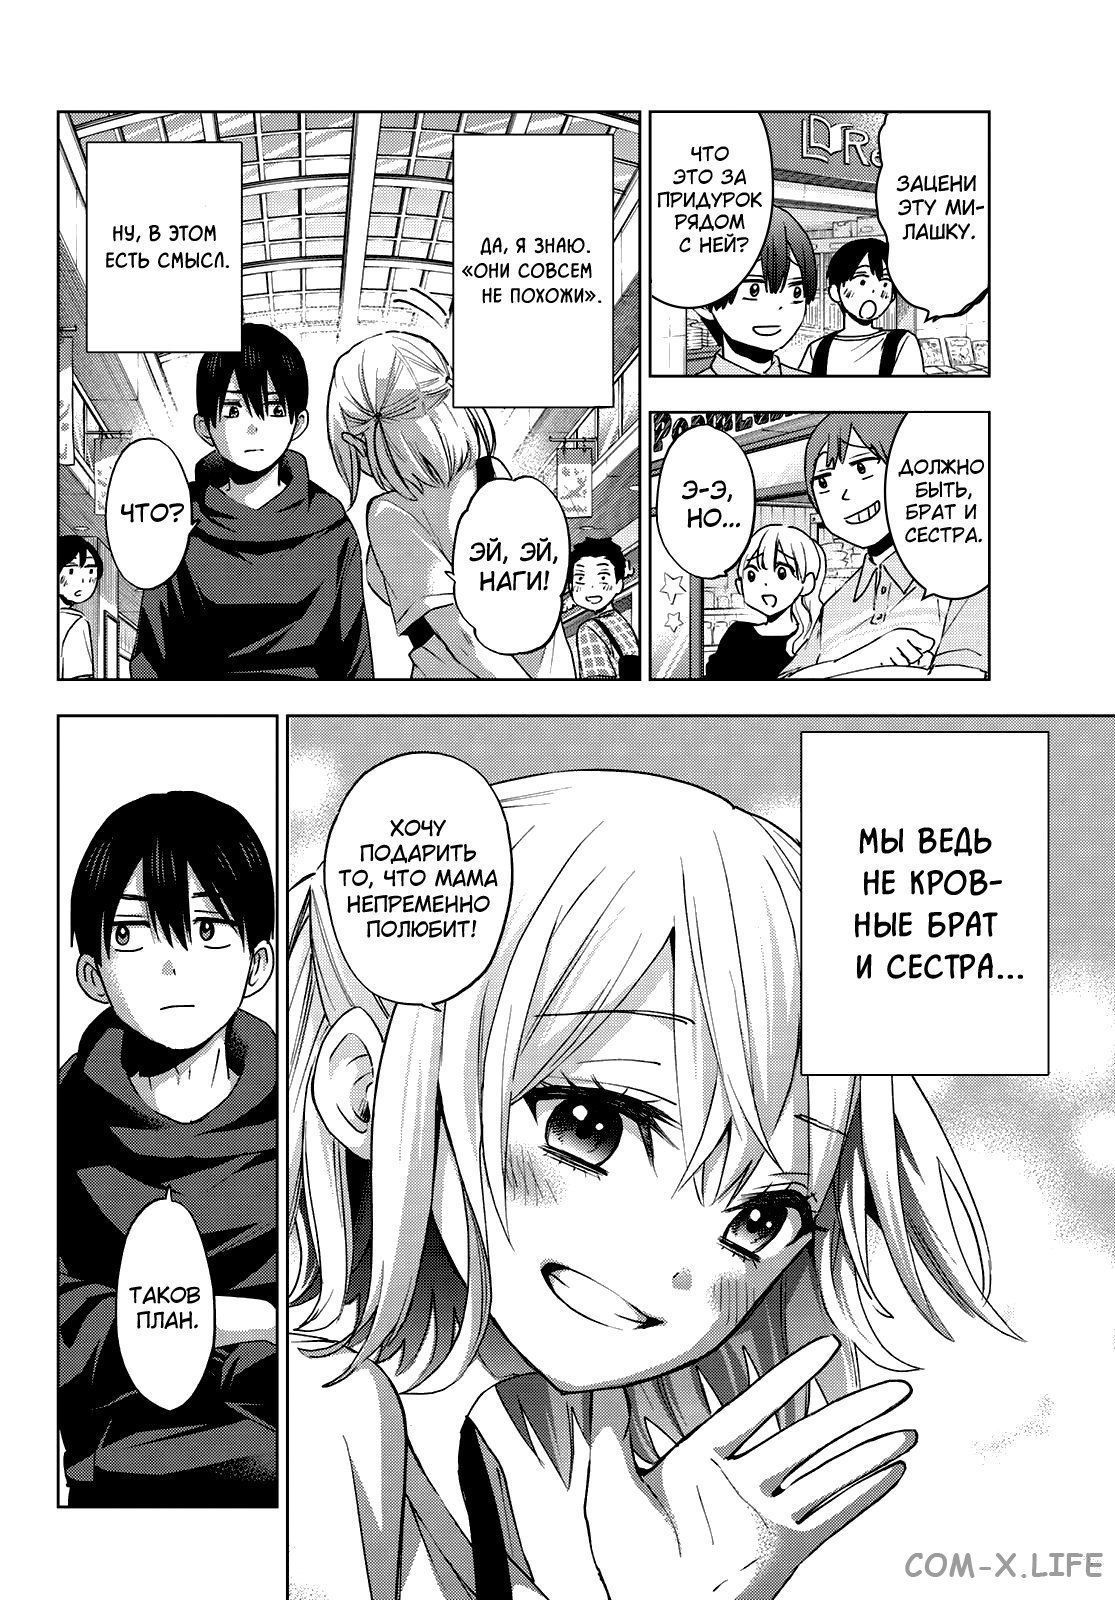 ЗАЦЕНИ
ЭТУ МИ-
ЛАШКУ.
ЧТО
ЭТО ЗА
ПРИДУРОК
РЯДОМ
С НЕЙ?
ДОЛЖНО
БЫТЬ,
БРАТ И
СЕСТРА.
Э-Э,
НО...
ДА, Я ЗНАЮ.
«ОНИ СОВСЕМ
НЕ ПОХОЖИ».
НУ, В ЭТОМ
ЕСТЬ СМЫСЛ.
ЭЙ, ЭЙ,
НАГИ!
ЧТО?
МЫ ВЕДЬ
НЕ КРОВ-
НЫЕ БРАТ
И СЕСТРА...
ХОЧУ
ПОДАРИТЬ
ТО, ЧТО МАМА
НЕПРЕМЕННО
ПОЛЮБИТ!
ТАКОВ
ПЛАН.
COM-X.LIFE